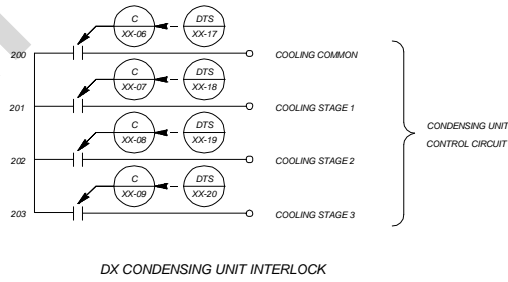 C DTS
XX-06 XX-17
200 COOLING COMMON
C DTS
XX-07 XX-18
201 COOLING STAGE 1
CONDENSING UNIT
C DTS
XX-08 XX-19
CONTROL CIRCUIT
202 COOLING STAGE 2
C DTS
XX-09 XX-20
203 COOLING STAGE 3
DX CONDENSING UNIT INTERLOCK